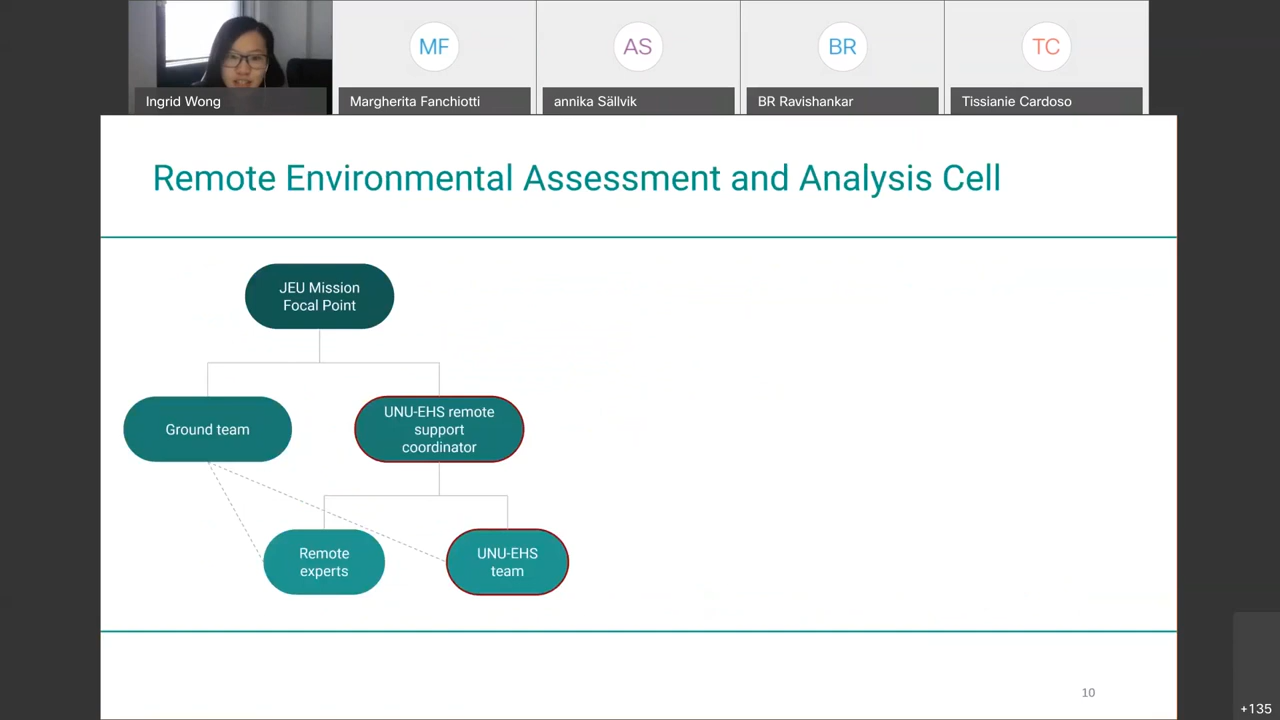 MF
AS
BR
TC
Ingrid Wong
Margherita Fanchiotti
annika Sällvik
BR Ravishankar
Tissianie Cardoso
Remote Environmental Assessment and Analysis Cell
JEU Mission
Focal Point
Ground team
UNU-EHS remote
support
coordinator
Remote
experts
UNU-EHS
team
10
+135